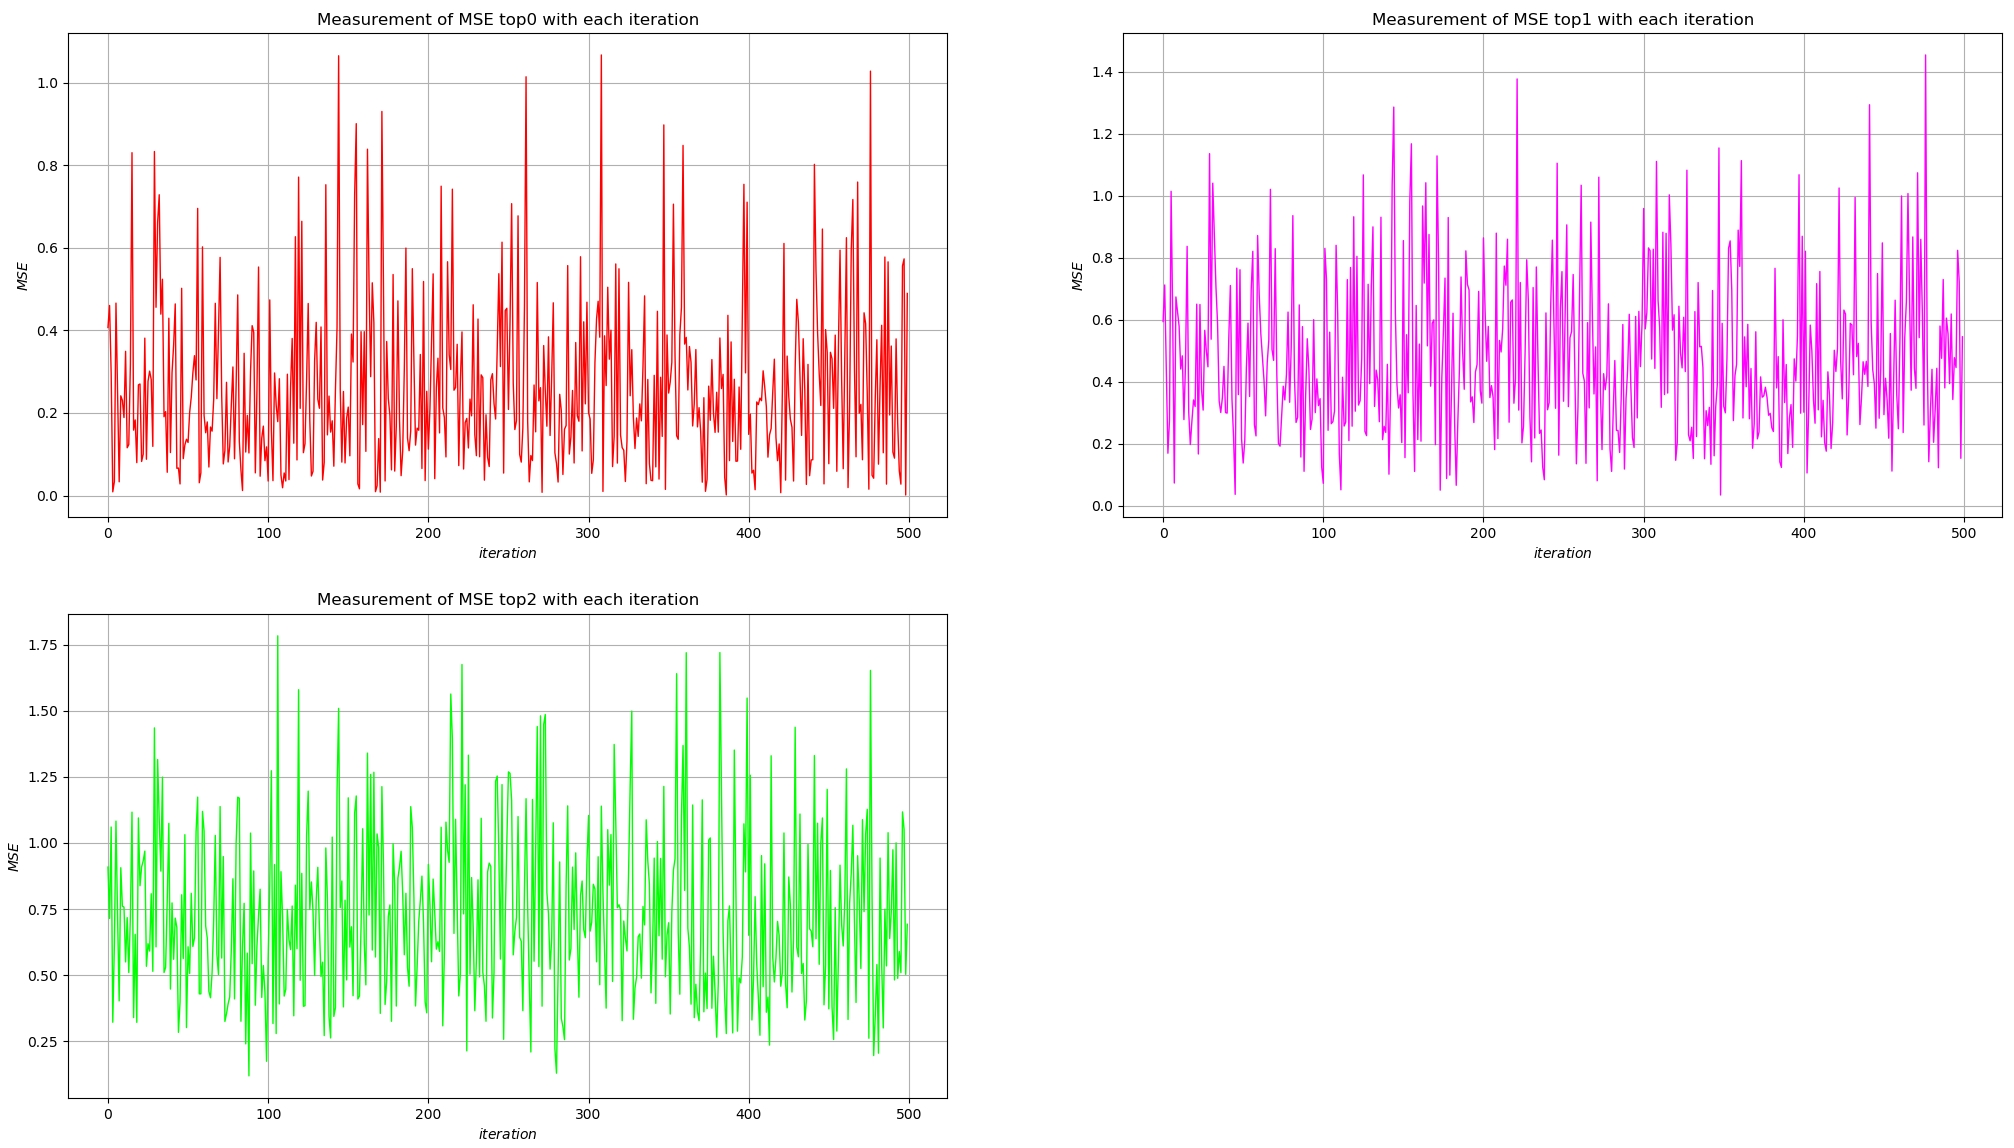 Measurement of MSE top0 with each iteration
1.0
0.8
0.6
0.4
0.2
0.0
MSE
0 100 200 300 400 500
iteration
Measurement of MSE top1 with each iteration
1.4
1.2
1.0
0.8
0.6
0.4
0.2
0.0
MSE
0 100 200 300 400 500
iteration
Measurement of MSE top2 with each iteration
1.75
1.50
1.25
1.00
0.75
0.50
0.25
MSE
0 100 200 300 400 500
iteration